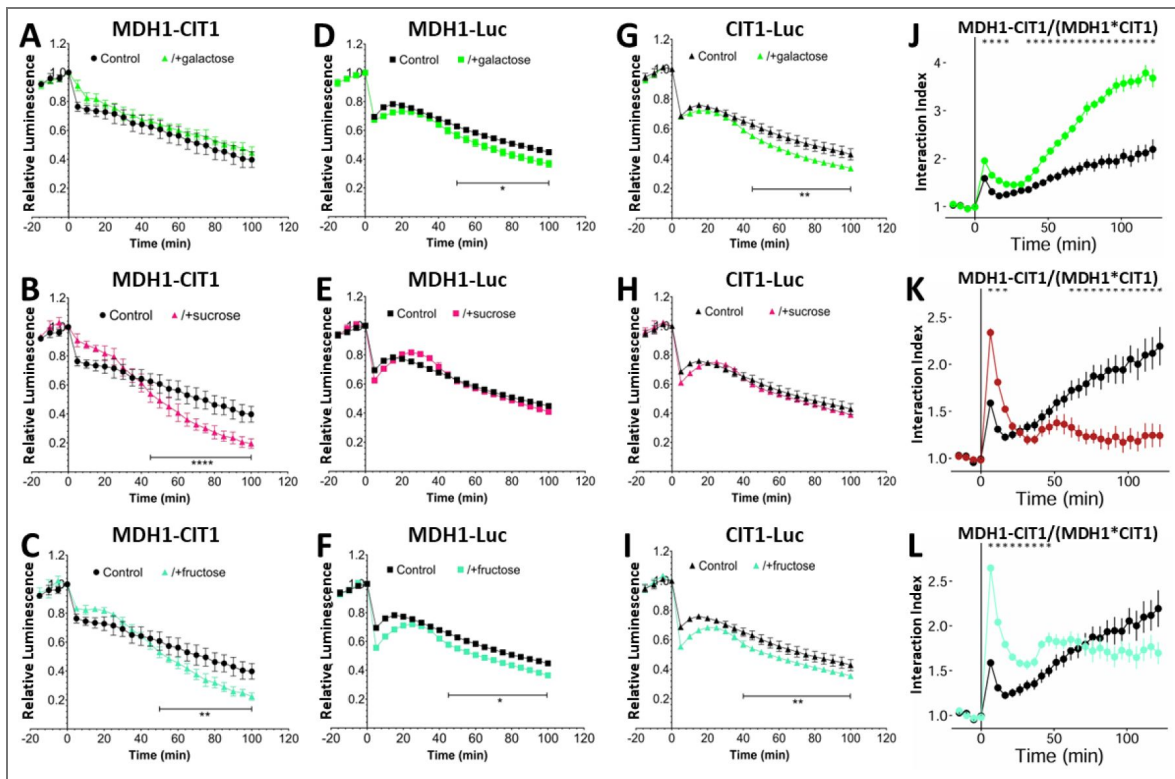 A
MDH1-CIT1
Control
/+galactose
Relative Luminescence
1.2
1.0
0.8
0.6
0.4
0.2
-20 0 20 40 60 80 100 120
Time (min)
D
MDH1-Luc
Control
/+galactose
Relative Luminescence
1.2
1.0
0.8
0.6
0.4
0.2
*
-20 0 20 40 60 80 100 120
Time (min)
G
CIT1-Luc
Control
/+galactose
Relative Luminescence
1.2
1.0
0.8
0.6
0.4
0.2
**
-20 0 20 40 60 80 100 120
Time (min)
J
MDH1-CIT1/(MDH1*CIT1)
**** ******************
Interaction Index
4
3
2
1
0 50 100
Time (min)
B
MDH1-CIT1
Control
/+sucrose
Relative Luminescence
1.2
1.0
0.8
0.6
0.4
0.2
****
-20 0 20 40 60 80 100 120
Time (min)
E
MDH1-Luc
Control
/+sucrose
Relative Luminescence
1.2
1.0
0.8
0.6
0.4
0.2
-20 0 20 40 60 80 100 120
Time (min)
H
CIT1-Luc
Control
/+sucrose
Relative Luminescence
1.2
1.0
0.8
0.6
0.4
0.2
-20 0 20 40 60 80 100 120
Time (min)
K
MDH1-CIT1/(MDH1*CIT1)
*** *************
Interaction Index
2.5
2.0
1.5
1.0
0 50 100
Time (min)
C
MDH1-CIT1
Control
/+fructose
Relative Luminescence
1.2
1.0
0.8
0.6
0.4
0.2
**
-20 0 20 40 60 80 100 120
Time (min)
F
MDH1-Luc
Control
/+fructose
Relative Luminescence
1.2
1.0
0.8
0.6
0.4
0.2
*
-20 0 20 40 60 80 100 120
Time (min)
I
CIT1-Luc
Control
/+fructose
Relative Luminescence
1.2
1.0
0.8
0.6
0.4
0.2
**
-20 0 20 40 60 80 100 120
Time (min)
L
MDH1-CIT1/(MDH1*CIT1)
*********
Interaction Index
2.5
2.0
1.5
1.0
0 50 100
Time (min)